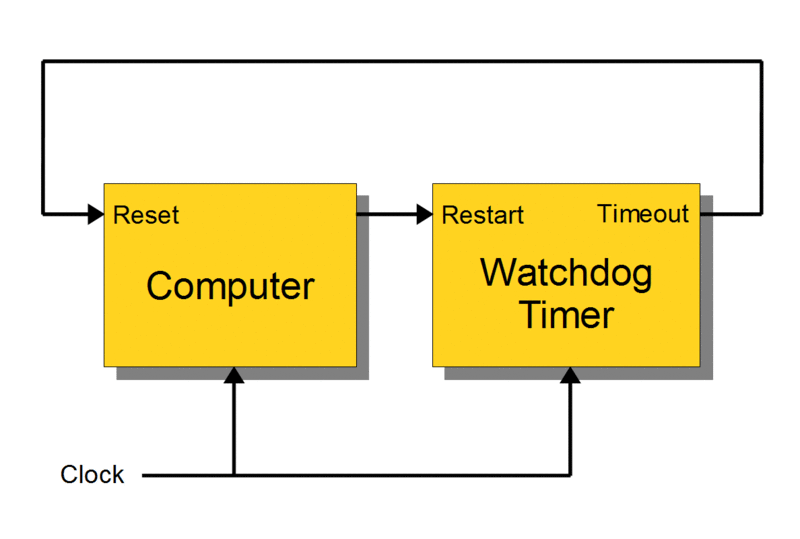 Reset
Restart
Timeout
Computer
Watchdog
Timer
Clock